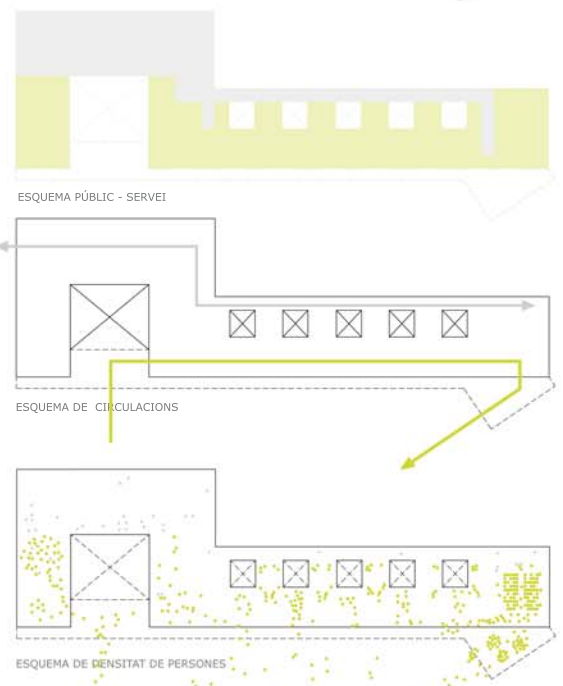 ESQUEMA PÚBLIC - SERVEI
ESQUEMA DE CIRCULACIONS
ESQUEMA DE DENSITAT DE PERSONES